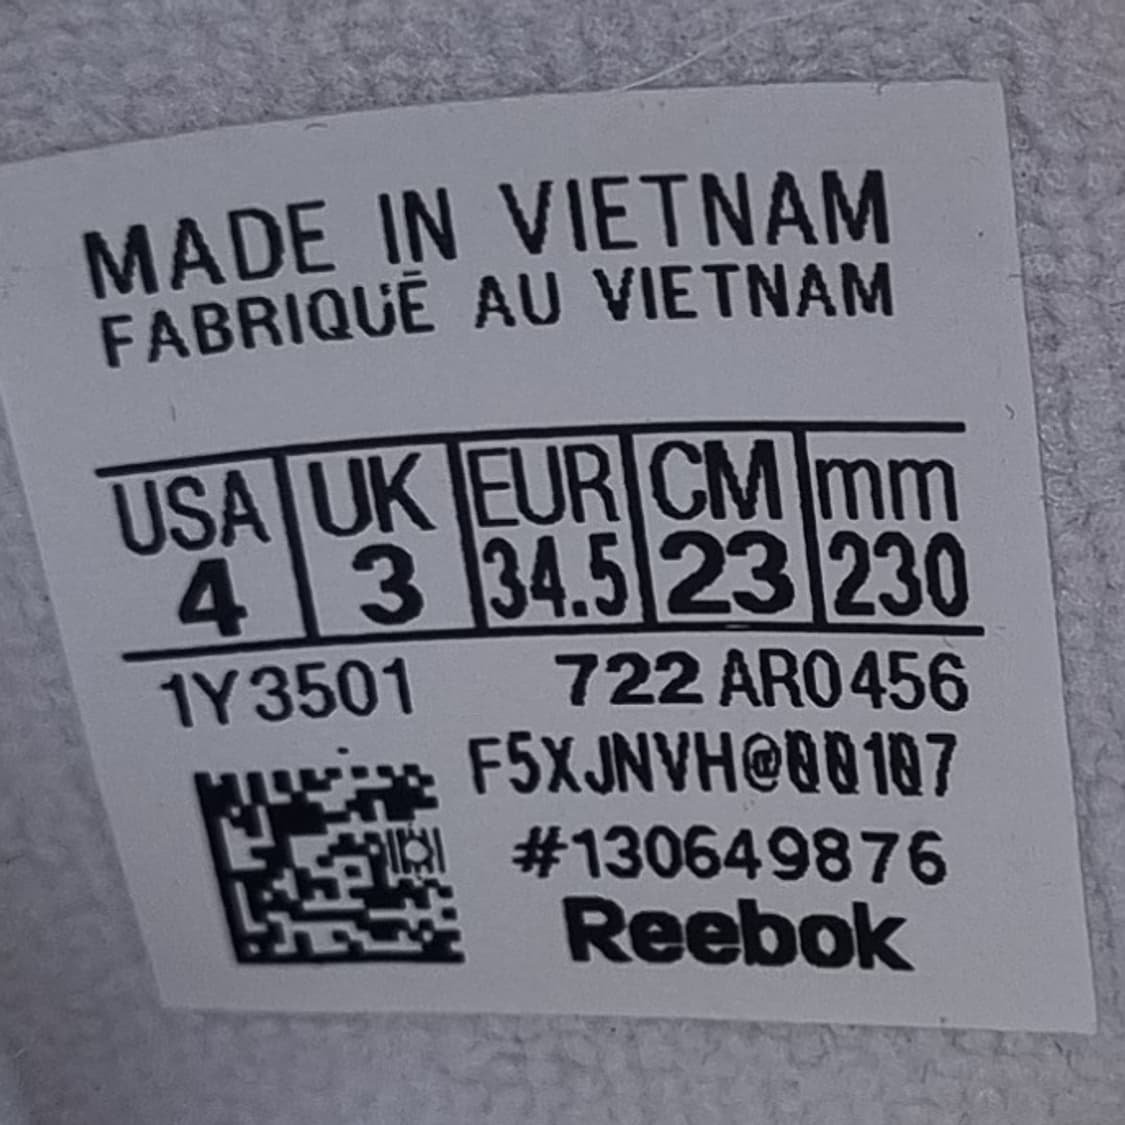 MADE IN VIETNAM
FABRIQUÉ AU VIETNAM
USA UK EUR CM mm
4 3 34.5 23 230
1Y3501 722 AR0456
F5XJNVH@00107
#130649876
Reebok